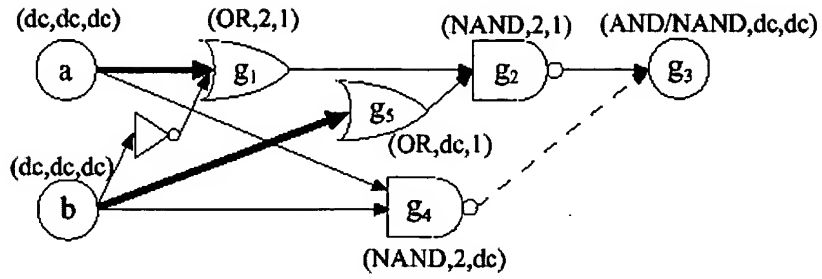 (dc,dc,dc)
(OR,2,1)
(NAND,2,1)
(AND/NAND,dc,dc)
a
g1
g2
g3
g5
(OR,dc,1)
(dc,dc,dc)
b
g4
(NAND,2,dc)